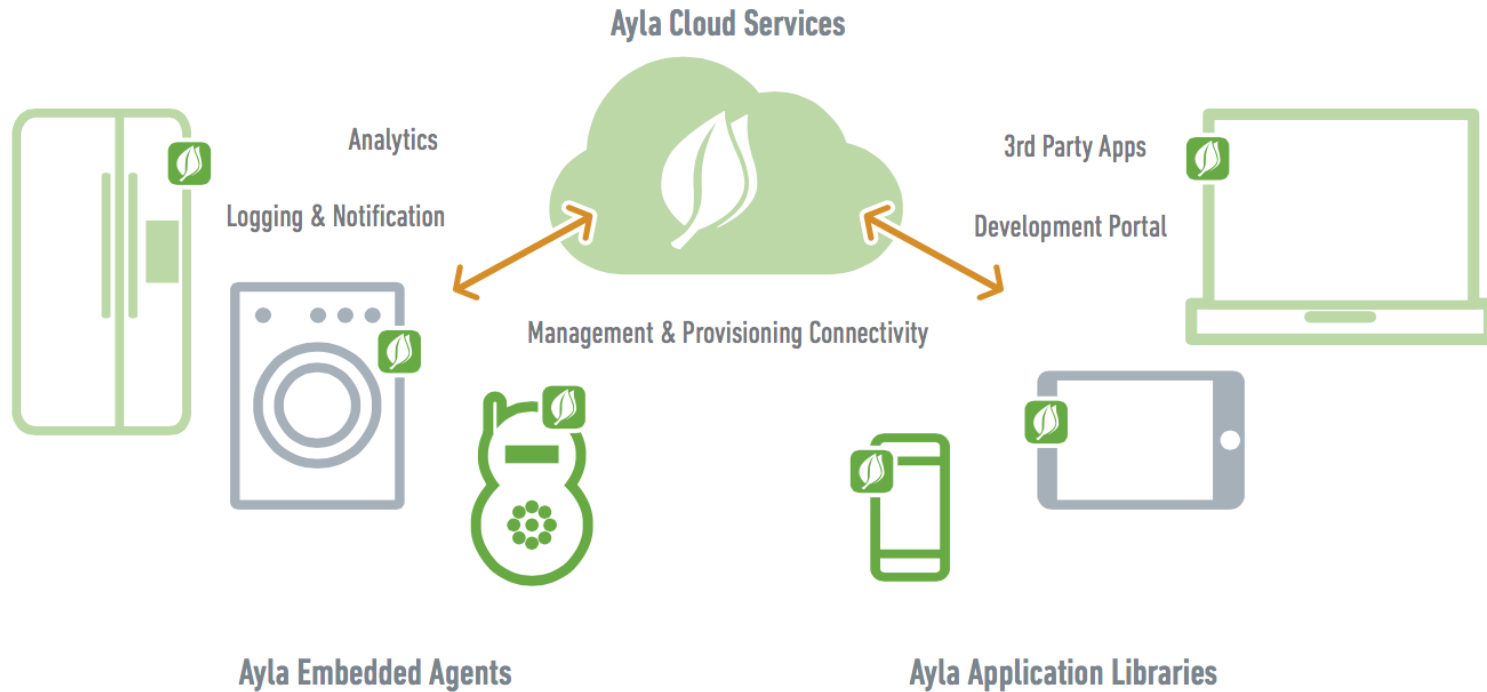 Ayla Cloud Services
Analytics
3rd Party Apps
Logging & Notification
Development Portal
Management & Provisioning Connectivity
Ayla Embedded Agents
Ayla Application Libraries